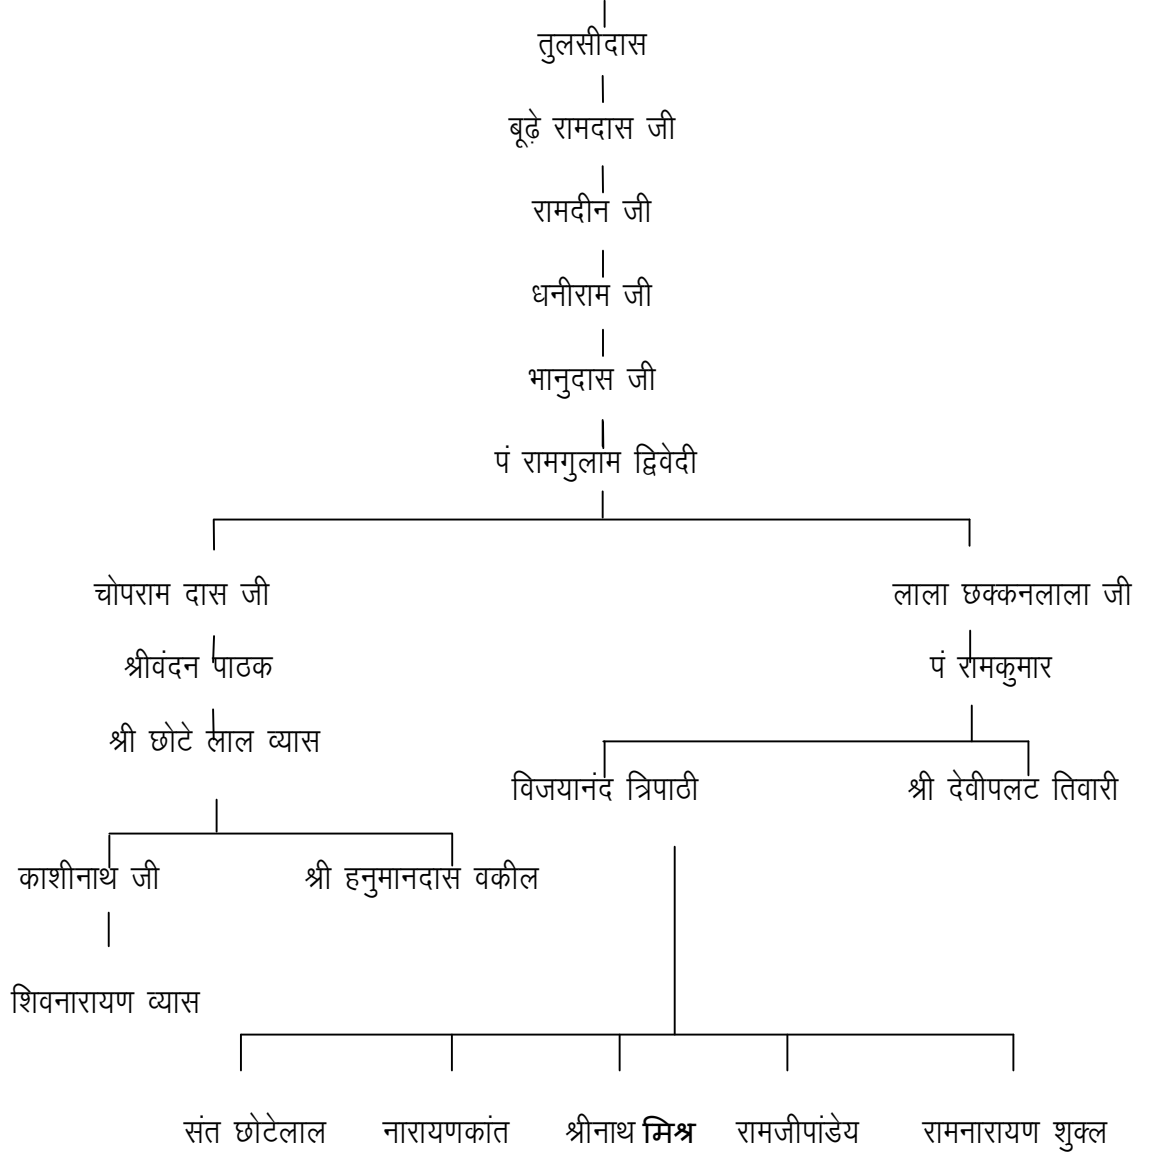 तुलसीदास
बूढ़े रामदास जी
रामदीन जी
धनीराम जी
भानुदास जी
पं रामगुलाम द्विवेदी
चोपराम दास जी
लाला छक्कनलाला जी
श्रीवंदन पाठक
पं रामकुमार
श्री छोटे लाल व्यास
विजयानंद त्रिपाठी
श्री देवीपलट तिवारी
काशीनाथ जी
श्री हनुमानदास वकील
शिवनारायण व्यास
संत छोटेलाल
नारायणकांत
श्रीनाथ मिश्र
रामजीपांडेय
रामनारायण शुक्ल